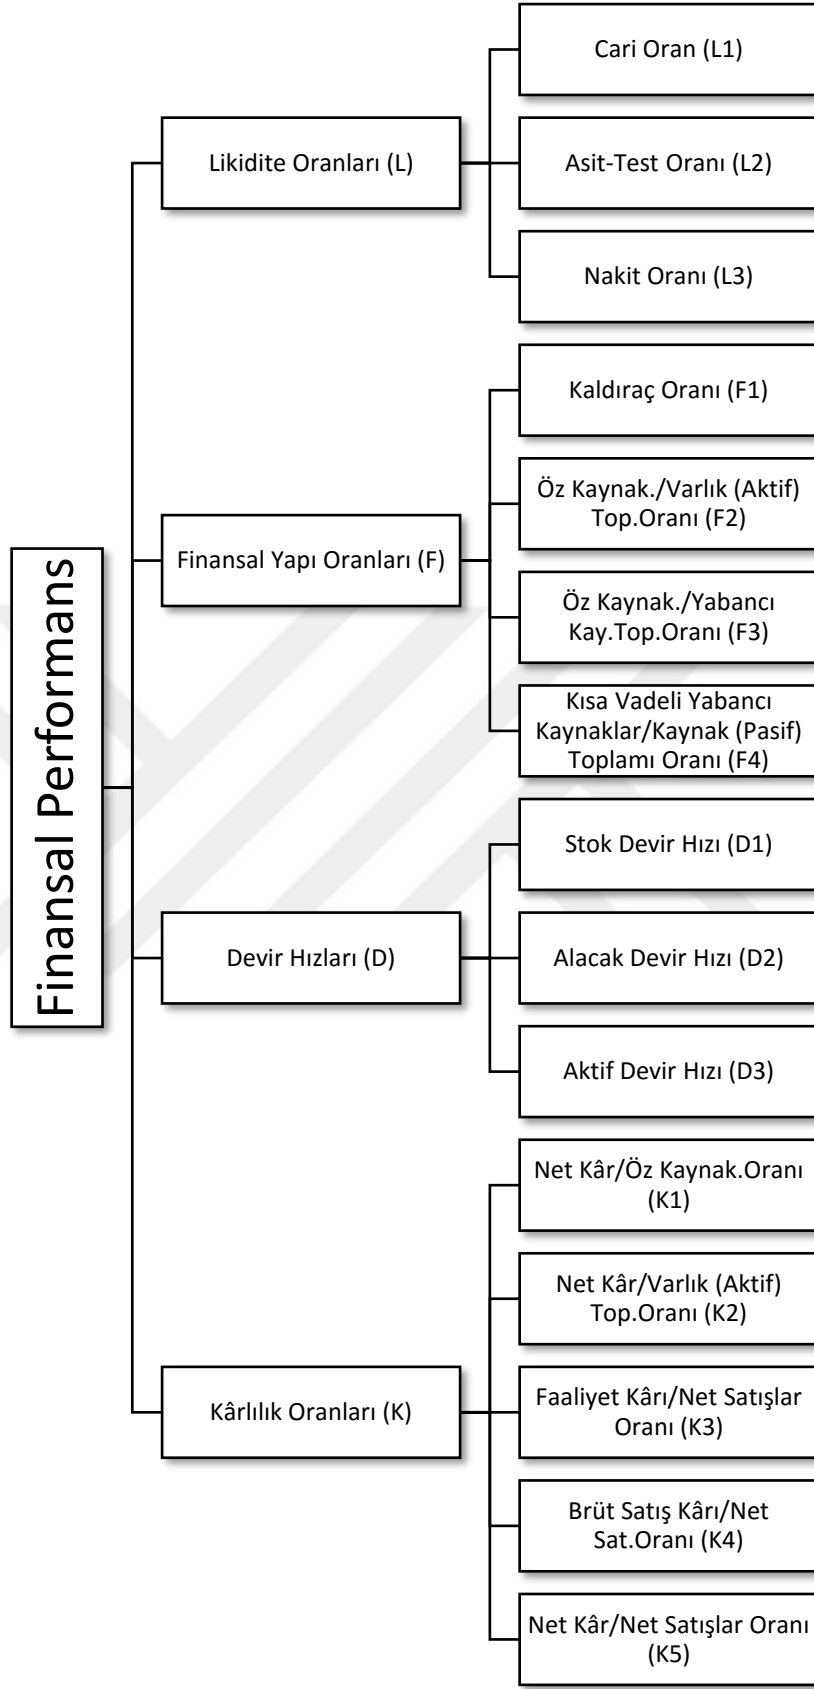 Finansal Performans
Likidite Oranları (L)
Cari Oran (L1)
Asit-Test Oranı (L2)
Nakit Oranı (L3)
Finansal Yapı Oranları (F)
Kaldıraç Oranı (F1)
Öz Kaynak./Varlık (Aktif)
Top.Oranı (F2)
Öz Kaynak./Yabancı
Kay.Top.Oranı (F3)
Kısa Vadeli Yabancı
Kaynaklar/Kaynak (Pasif)
Toplamı Oranı (F4)
Devir Hızları (D)
Stok Devir Hızı (D1)
Alacak Devir Hızı (D2)
Aktif Devir Hızı (D3)
Kârlılık Oranları (K)
Net Kâr/Öz Kaynak.Oranı
(K1)
Net Kâr/Varlık (Aktif)
Top.Oranı (K2)
Faaliyet Kârı/Net Satışlar
Oranı (K3)
Brüt Satış Kârı/Net
Sat.Oranı (K4)
Net Kâr/Net Satışlar Oranı
(K5)